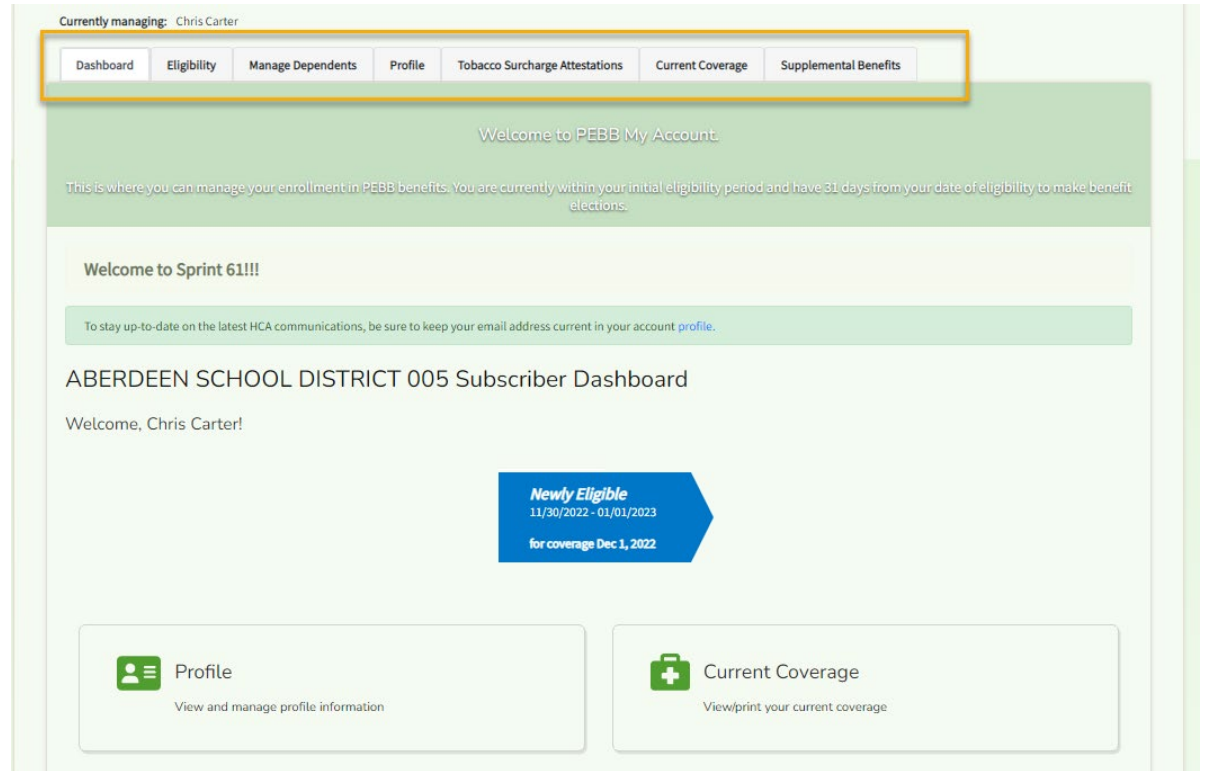 Currently managing: Chris Carter
Dashboard Eligibility Manage Dependents Profile Tobacco Surcharge Attestations Current Coverage Supplemental Benefits
Welcome to PEBB My Account.
This is where you can manage your enrollment in PEBB benefits. You are currently within your initial eligibility period and have 31 days from your date of eligibility to make benefit
elections.
Welcome to Sprint 61!!!
To stay up-to-date on the latest HCA communications, be sure to keep your email address current in your account profile.
ABERDEEN SCHOOL DISTRICT 005 Subscriber Dashboard
Welcome, Chris Carter!
Newly Eligible
11/30/2022 - 01/01/2023
for coverage Dec 1, 2022
Profile
View and manage profile information
Current Coverage
View/print your current coverage